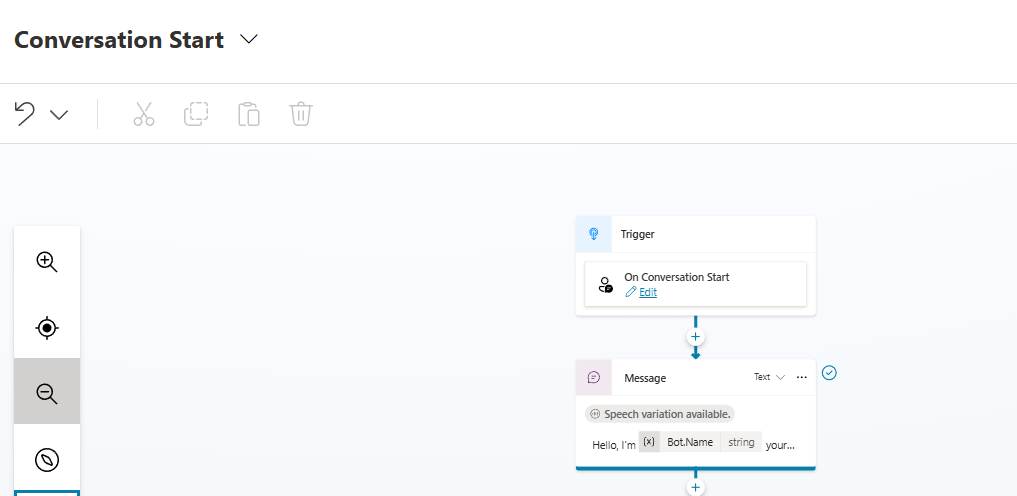 Conversation Start
Trigger
On Conversation Start
Edit
Message
Text
Speech variation available.
Hello, I'm (x) Bot.Name string your...